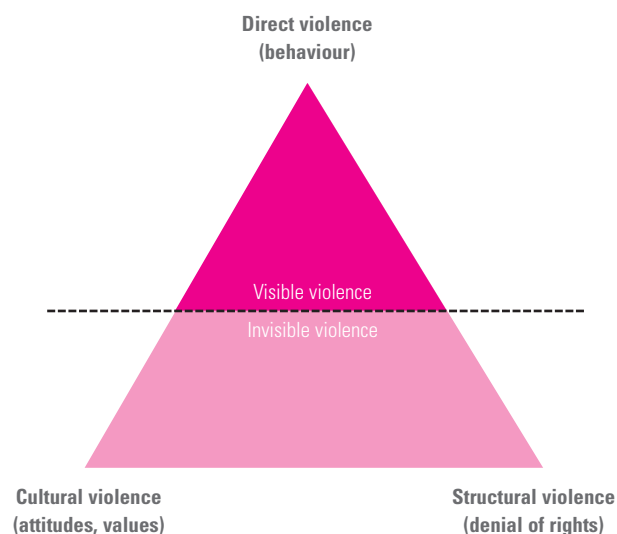 Direct violence
(behaviour)
Visible violence
Invisible violence
Cultural violence
(attitudes, values)
Structural violence
(denial of rights)